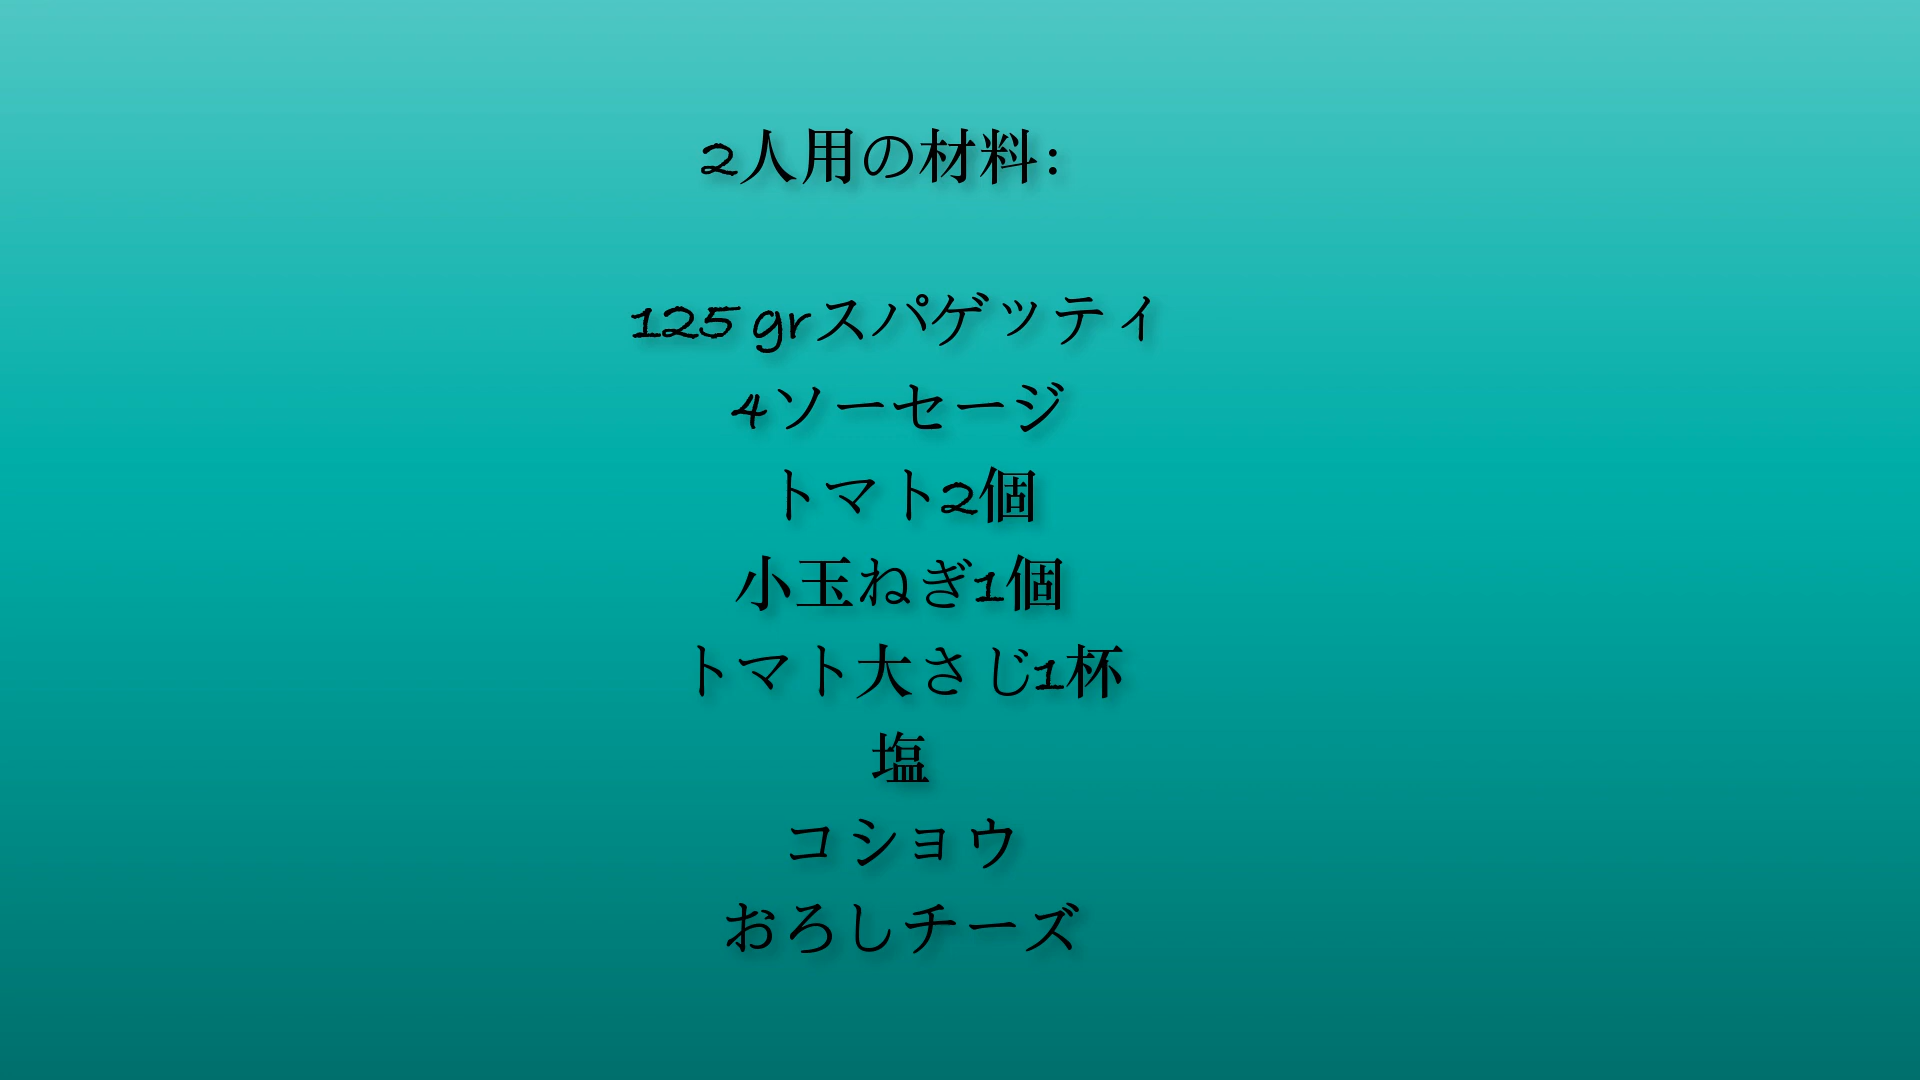 2人用の材料:
125 grスパゲッティ
4ソーセージ
トマト2個
小玉ねぎ1個
トマト大さじ1杯
塩
コショウ
おろしチーズ